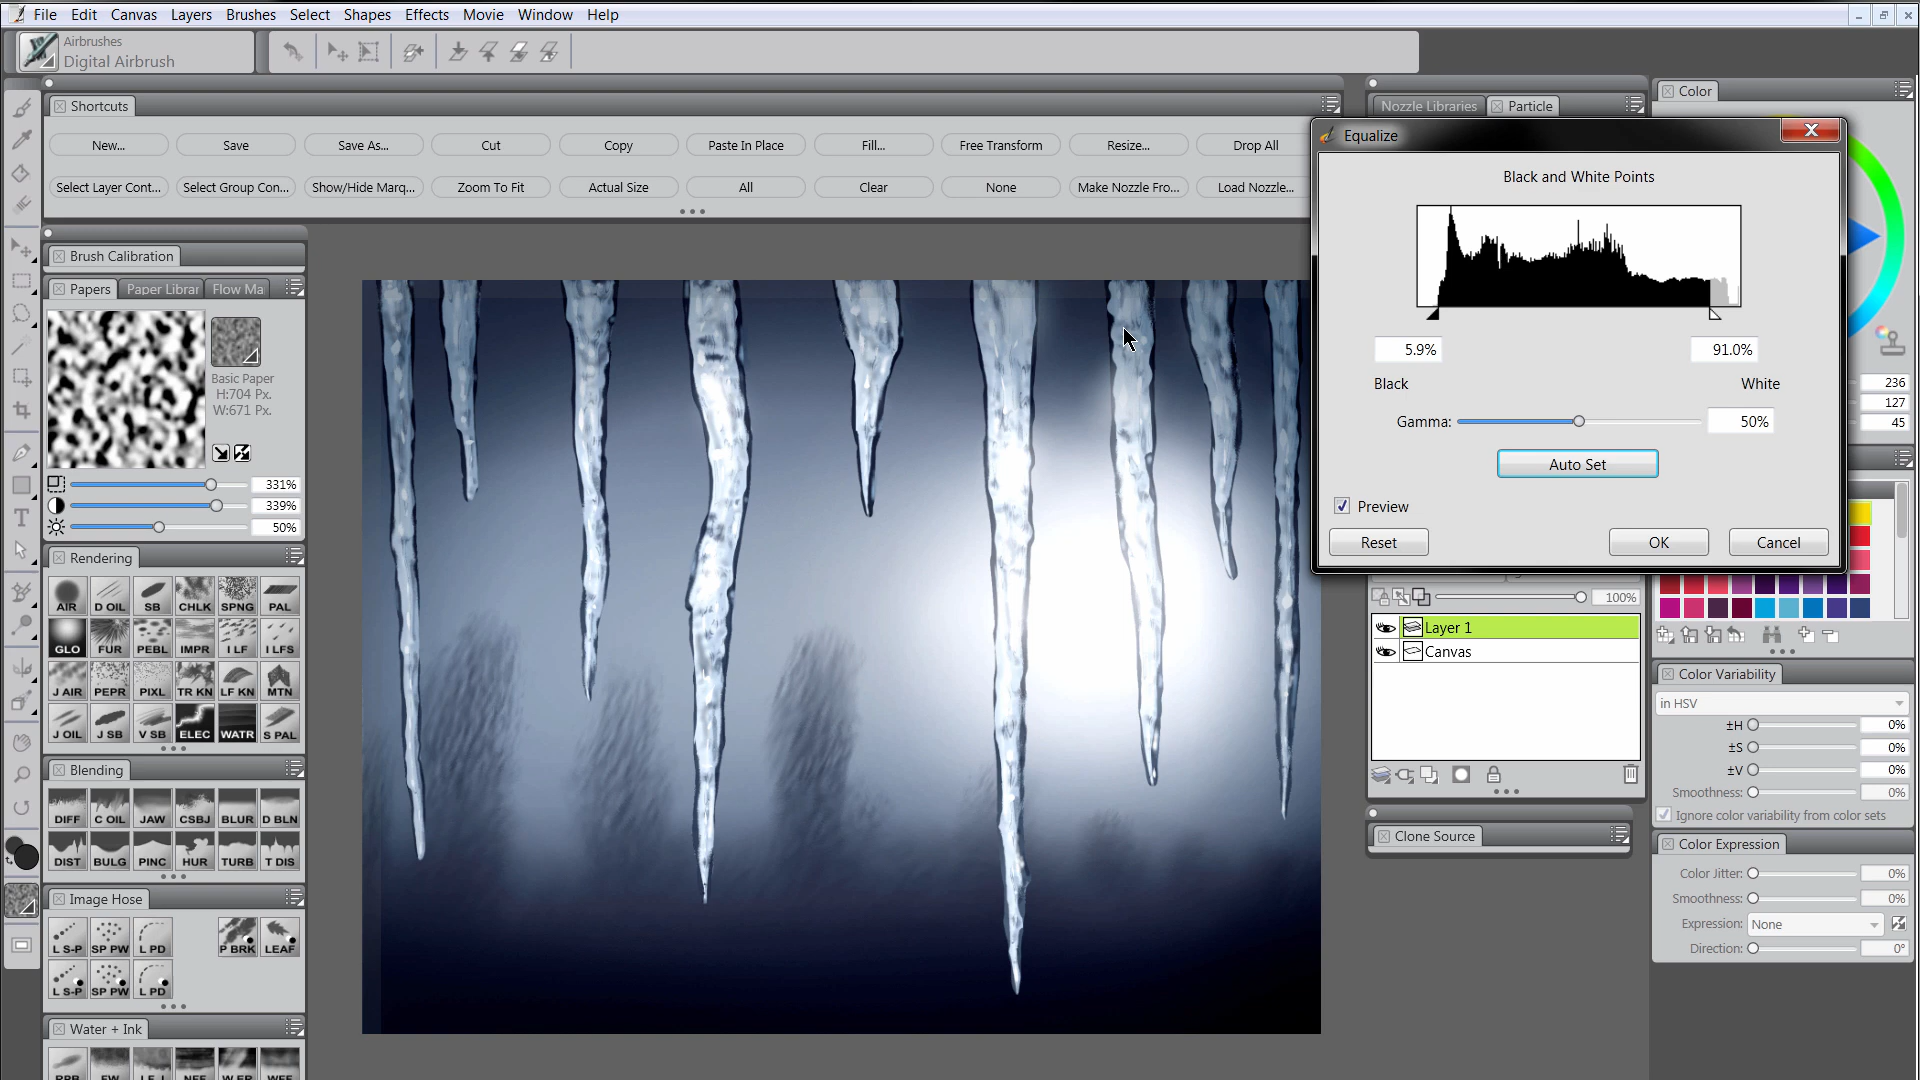 File Edit Canvas Layers Brushes Select Shapes Effects Movie Window Help
Airbrushes
Digital Airbrush
Shortcuts
New... Save Save As... Cut Copy Paste In Place Fill... Free Transform Resize... Drop All
Select Layer Cont... Select Group Con... Show/Hide Marq... Zoom To Fit Actual Size All Clear None Make Nozzle Fro... Load Nozzle...
Brush Calibration
Papers Paper Librar Flow Ma
Basic Paper
H:704 Px.
W:671 Px.
331%
339%
50%
Rendering
AIR D OIL SB CHLK SPNG PAL
GLO FUR PEBL IMPR I LF I LFS
J AIR PEPR PIXL TR KN LF KN MTN
J OIL J SB V SB ELEC WATR S PAL
Blending
DIFF C OIL JAW CSBJ BLUR D BLN
DIST BULG PINC HUR TURB T DIS
Image Hose
L S-P SP PW L PD P BRK LEAF
L S-P SP PW L PD
Water + Ink
Nozzle Libraries Particle
Equalize
Black and White Points
5.9% 91.0%
Black White
Gamma: 50%
Auto Set
Preview
Reset OK Cancel
100%
Layer 1
Canvas
Clone Source
Color
236
127
45
Color Variability
in HSV
±H 0%
±S 0%
±V 0%
Smoothness: 0%
Ignore color variability from color sets
Color Expression
Color Jitter: 0%
Smoothness: 0%
Expression: None
Direction: 0°